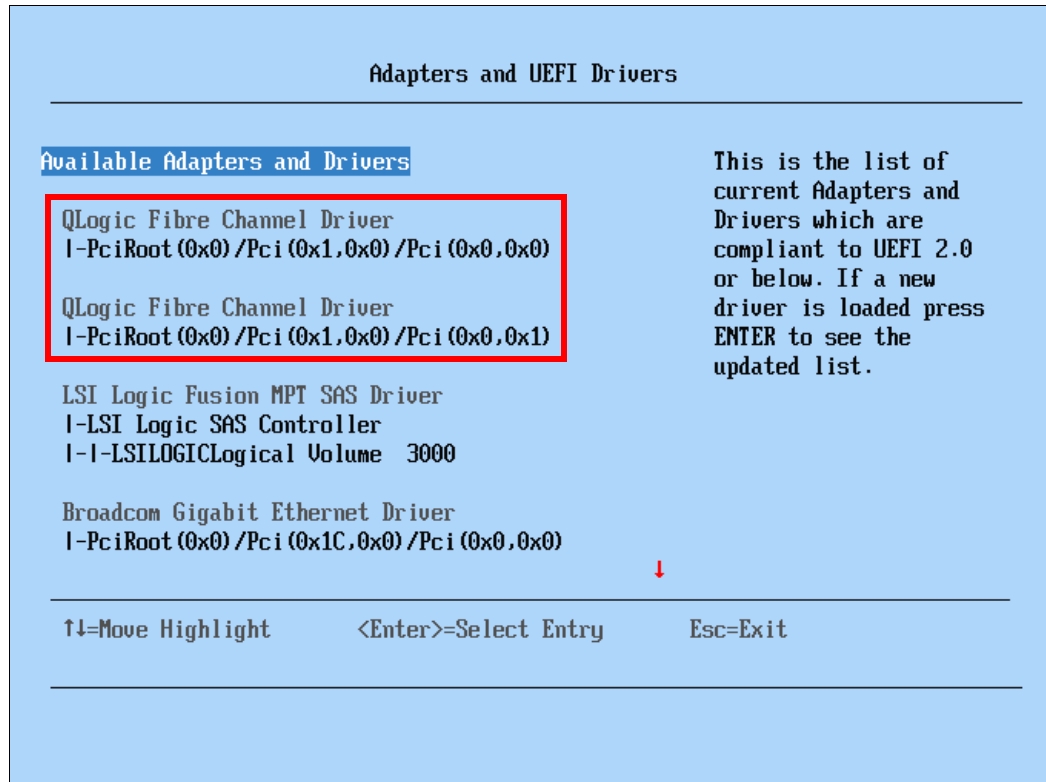 Adapters and UEFI Drivers
Available Adapters and Drivers
QLogic Fibre Channel Driver
|-PciRoot(0x0)/Pci(0x1,0x0)/Pci(0x0,0x0)
QLogic Fibre Channel Driver
|-PciRoot(0x0)/Pci(0x1,0x0)/Pci(0x0,0x1)
LSI Logic Fusion MPT SAS Driver
|-LSI Logic SAS Controller
|-|-LSILOGICLogical Volume  3000
Broadcom Gigabit Ethernet Driver
|-PciRoot(0x0)/Pci(0x1C,0x0)/Pci(0x0,0x0)
This is the list of
current Adapters and
Drivers which are
compliant to UEFI 2.0
or below. If a new
driver is loaded press
ENTER to see the
updated list.
↓
↑↓=Move Highlight <Enter>=Select Entry Esc=Exit